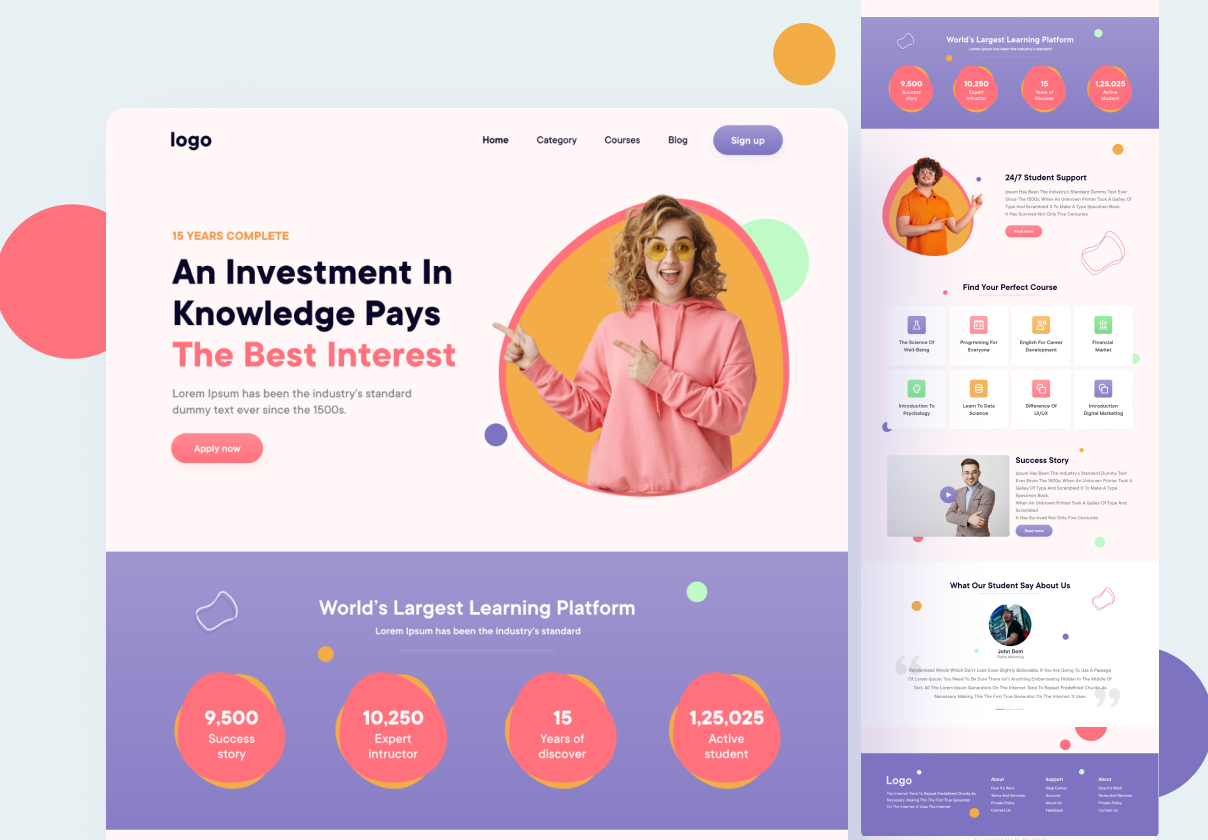 logo
Home
Category
Courses
Blog
Sign up
15 YEARS COMPLETE
An Investment In
Knowledge Pays
The Best Interest
Lorem Ipsum has been the industry's standard
dummy text ever since the 1500s.
Apply now
World's Largest Learning Platform
Lorem Ipsum has been the industry's standard
9,500
Success
story
10,250
Expert
intructor
15
Years of
discover
1,25,025
Active
student
World's Largest Learning Platform
Lorem Ipsum has been the industry's standard
9,500
Success
story
10,250
Expert
intructor
15
Years of
discover
1,25,025
Active
student
24/7 Student Support
Ipsum Has Been The Industry's Standard Dummy Text Ever
Since The 1500s, When An Unknown Printer Took A Galley Of
Type And Scrambled It To Make A Type Specimen Book.
It Has Survived Not Only Five Centuries
Read more
Find Your Perfect Course
The Science Of
Well-Being
Progrmming For
Everyone
English For Career
Development
Financial
Market
Introduction To
Psychology
Learn To Data
Science
Difference Of
UI/UX
Introduction
Digital Marketing
Success Story
Ipsum Has Been The Industry's Standard Dummy Text
Ever Since The 1500s, When An Unknown Printer Took A
Galley Of Type And Scrambled It To Make A Type
Specimen Book.
When An Unknown Printer Took A Galley Of Type And
Scrambled
It Has Survived Not Only Five Centuries
Read more
What Our Student Say About Us
John Dom
Digital Marketing
Randomised Words Which Don't Look Even Slightly Believable. If You Are Going To Use A Passage
Of Lorem Ipsum. You Need To Be Sure There Isn't Anything Embarrassing Hidden In The Middle Of
Text. All The Lorem Ipsum Generators On The Internet Tend To Repeat Predefined Chunks As
Necessary, Making This The First True Generator On The Internet. It Uses
Logo
The Internet Tend To Repeat Predefined Chunks As
Necessary, Making This The First True Generator
On The Internet. It Uses The Internet
About
How It's Work
Terms And Services
Private Policy
Contact Us
Support
Help Center
Account
About Us
Feedback
About
How It's Work
Terms And Services
Private Policy
Contact Us